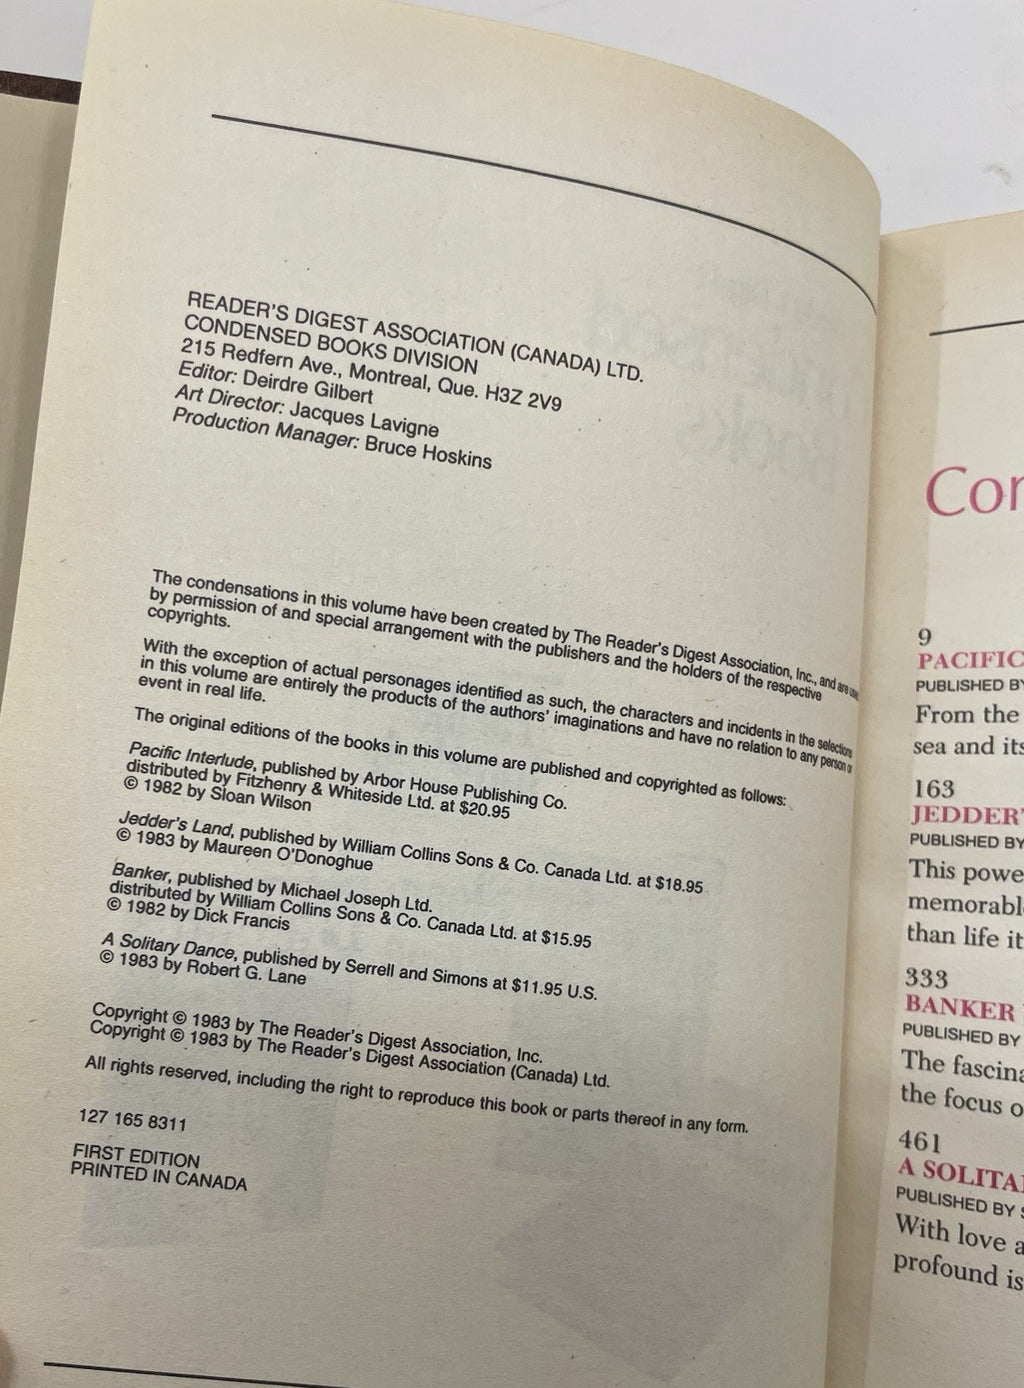 READER'S DIGEST ASSOCIATION (CANADA) LTD.
CONDENSED BOOKS DIVISION
215 Redfern Ave., Montreal, Que. H3Z 2V9
Editor: Deirdre Gilbert
Art Director: Jacques Lavigne
Production Manager: Bruce Hoskins
The condensations in this volume have been created by The Reader's Digest Association, Inc., and are used
by permission of and special arrangement with the publishers and the holders of the respective
copyrights.
With the exception of actual personages identified as such, the characters and incidents in the selections
in this volume are entirely the products of the authors' imaginations and have no relation to any person or
event in real life.
The original editions of the books in this volume are published and copyrighted as follows:
Pacific Interlude, published by Arbor House Publishing Co.
distributed by Fitzhenry & Whiteside Ltd. at $20.95
© 1982 by Sloan Wilson
Jedder's Land, published by William Collins Sons & Co. Canada Ltd. at $18.95
© 1983 by Maureen O'Donoghue
Banker, published by Michael Joseph Ltd.
distributed by William Collins Sons & Co. Canada Ltd. at $15.95
© 1982 by Dick Francis
A Solitary Dance, published by Serrell and Simons at $11.95 U.S.
© 1983 by Robert G. Lane
Copyright © 1983 by The Reader's Digest Association, Inc.
Copyright © 1983 by The Reader's Digest Association (Canada) Ltd.
All rights reserved, including the right to reproduce this book or parts thereof in any form.
127 165 8311
FIRST EDITION
PRINTED IN CANADA
Con
9
PACIFIC
PUBLISHED BY
From the
sea and its
163
JEDDER'
PUBLISHED BY
This powe
memorabl
than life it
333
BANKER
PUBLISHED BY
The fascina
the focus o
461
A SOLITA
PUBLISHED BY
With love a
profound is